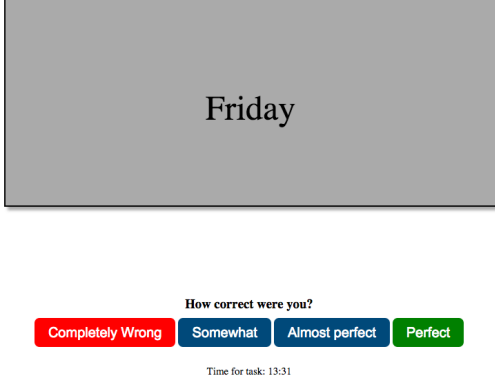 Friday
How correct were you?
Completely Wrong Somewhat Almost perfect Perfect
Time for task: 13:31